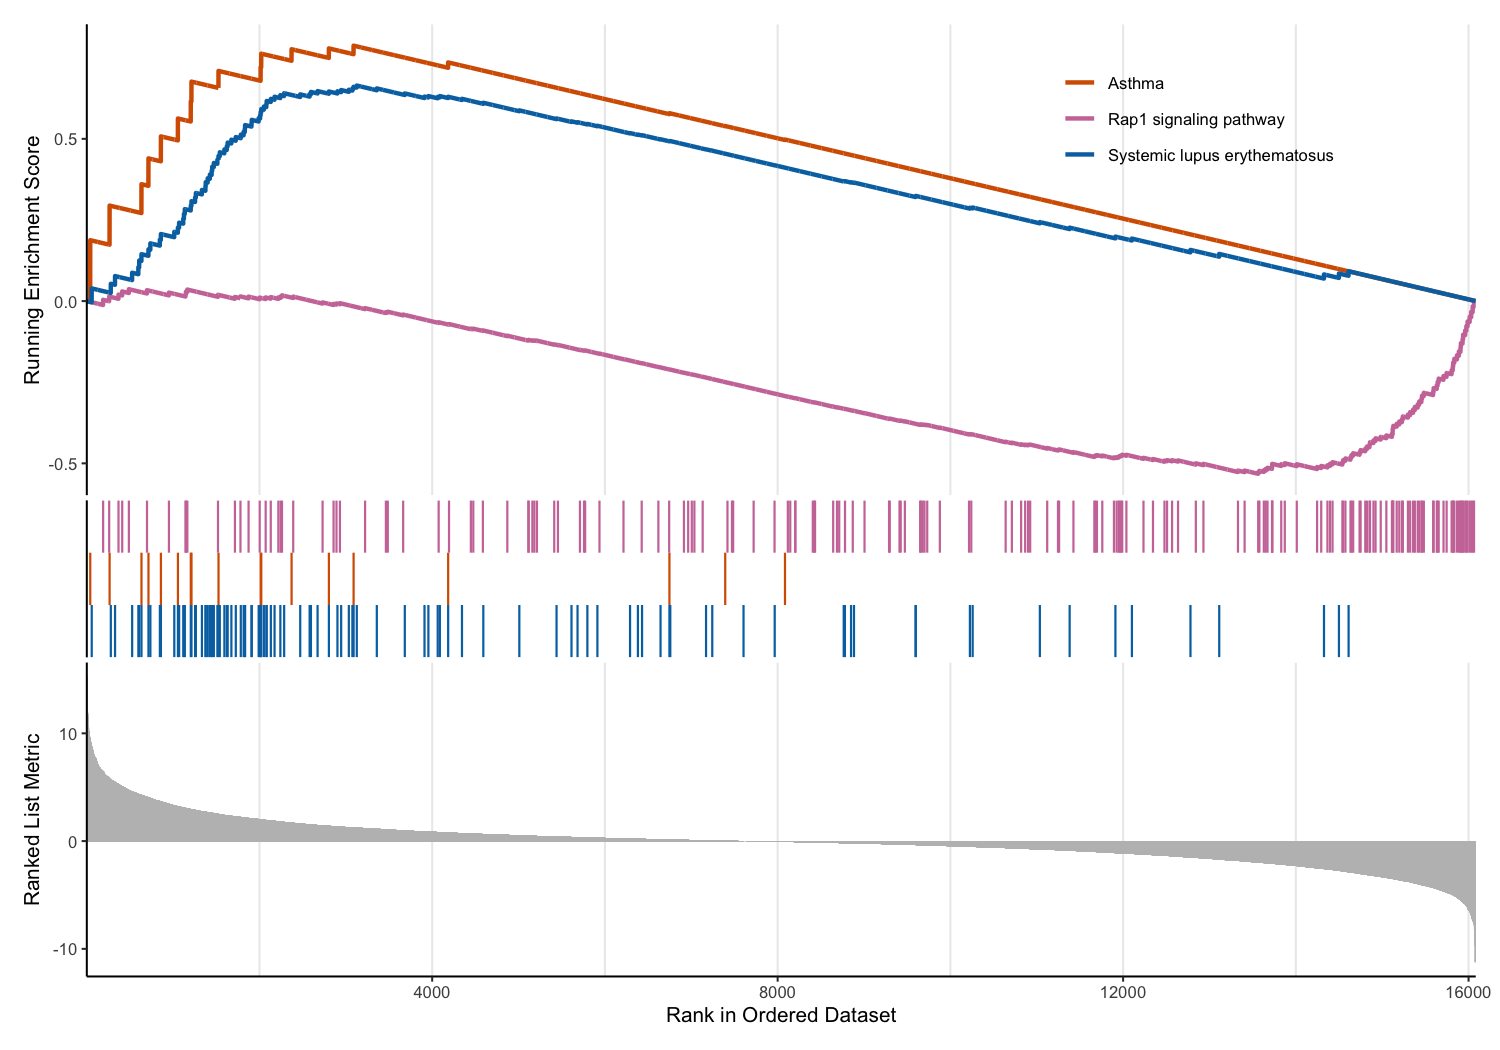 Running Enrichment Score
0.5
0.0
-0.5
Asthma
Rap1 signaling pathway
Systemic lupus erythematosus
Ranked List Metric
10
0
-10
4000
8000
12000
16000
Rank in Ordered Dataset